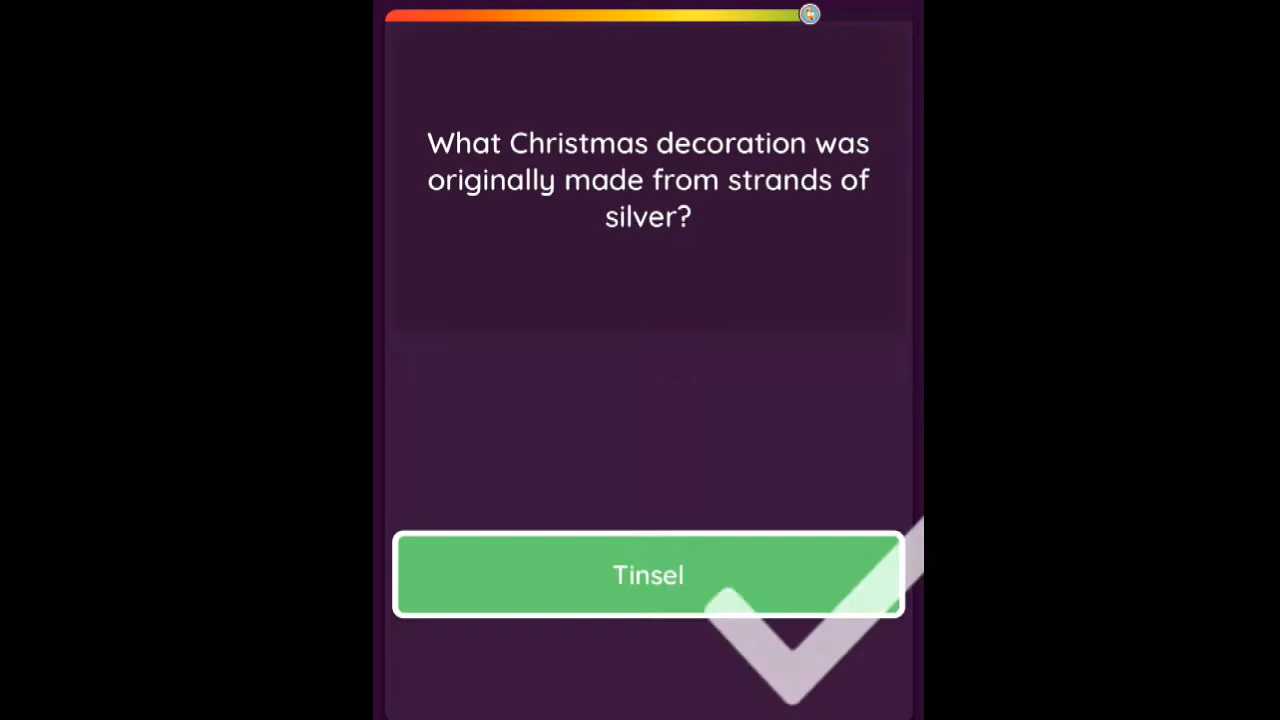 What Christmas decoration was
originally made from strands of
silver?
Tinsel